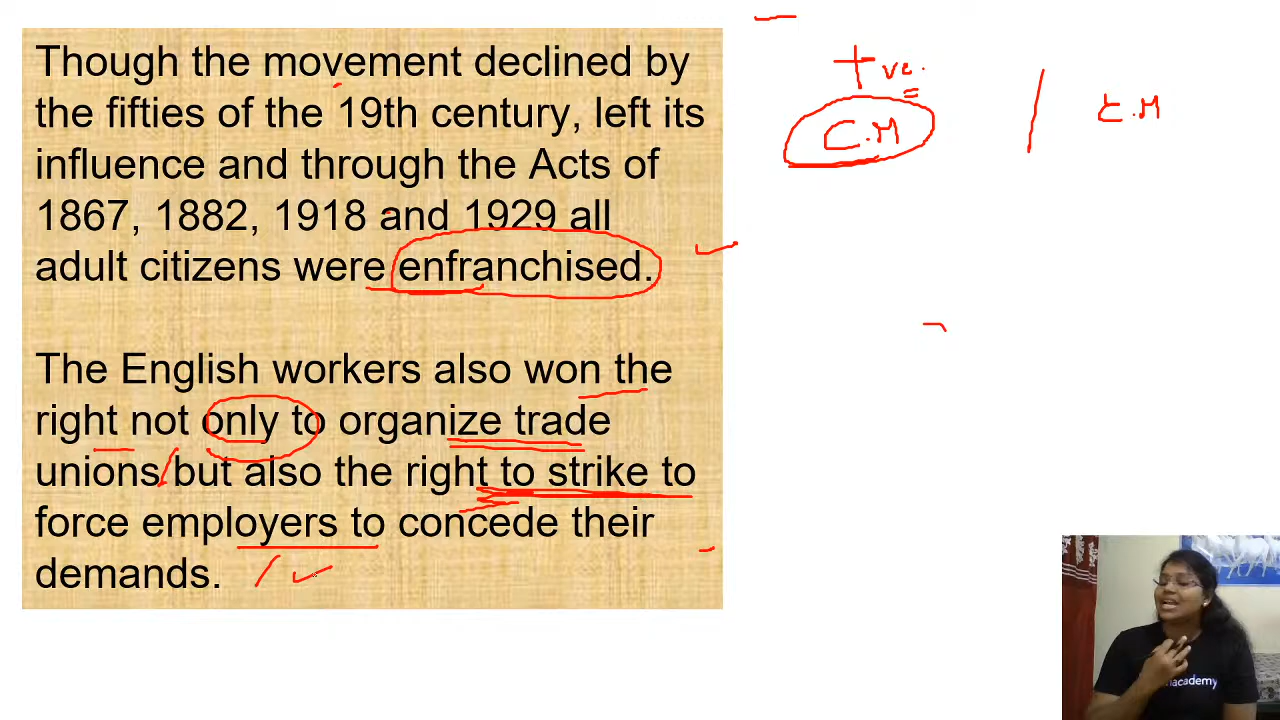 Though the movement declined by
the fifties of the 19th century, left its
influence and through the Acts of
1867, 1882, 1918 and 1929 all
adult citizens were enfranchised.
The English workers also won the
right not only to organize trade
unions but also the right to strike to
force employers to concede their
demands.
+ve.
C.M
C.M
nacademy